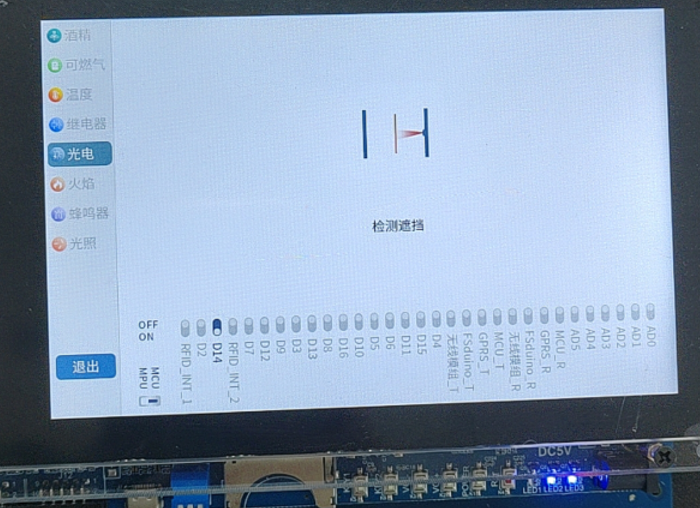 酒精
可燃气
温度
继电器
光电
火焰
蜂鸣器
光照
退出
检测遮挡
OFF
ON
MCU
MPU
RFID_INT_1
D2
D14
RFID_INT_2
D7
D12
D9
D3
D13
D8
D16
D10
D5
D6
D11
D15
D4
无线模组_T
FSduino_T
GPRS_T
MCU_T
无线模组_R
FSduino_R
GPRS_R
MCU_R
AD5
AD4
AD3
AD2
AD1
AD0
DC5V
LED1 LED2 LED3